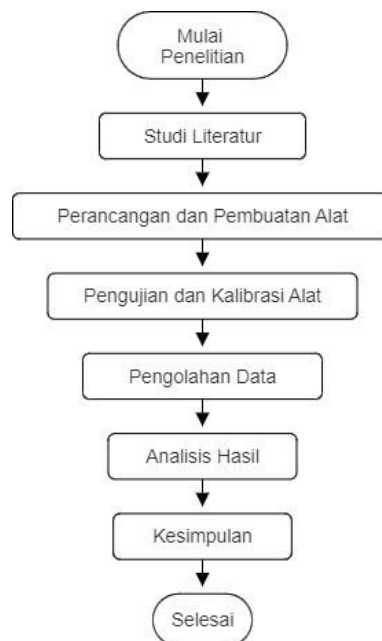 Mulai
Penelitian
Studi Literatur
Perancangan dan Pembuatan Alat
Pengujian dan Kalibrasi Alat
Pengolahan Data
Analisis Hasil
Kesimpulan
Selesai